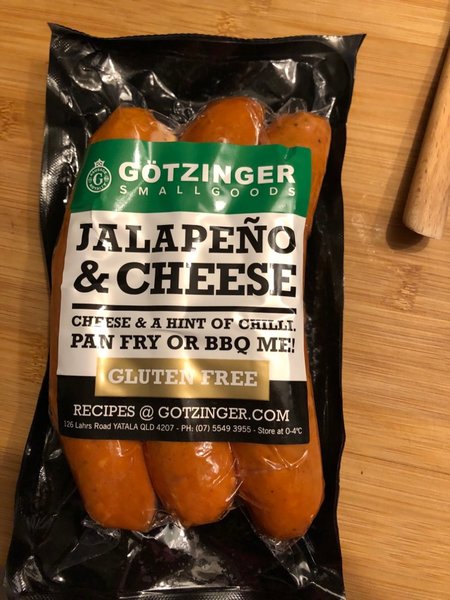 G
GÖTZINGER
SMALLGOODS
JALAPEÑO
& CHEESE
CHEESE & A HINT OF CHILLI.
PAN FRY OR BBQ ME!
GLUTEN FREE
RECIPES @ GOTZINGER.COM
126 Lahrs Road YATALA QLD 4207 - PH: (07) 5549 3955 · Store at 0-4°C